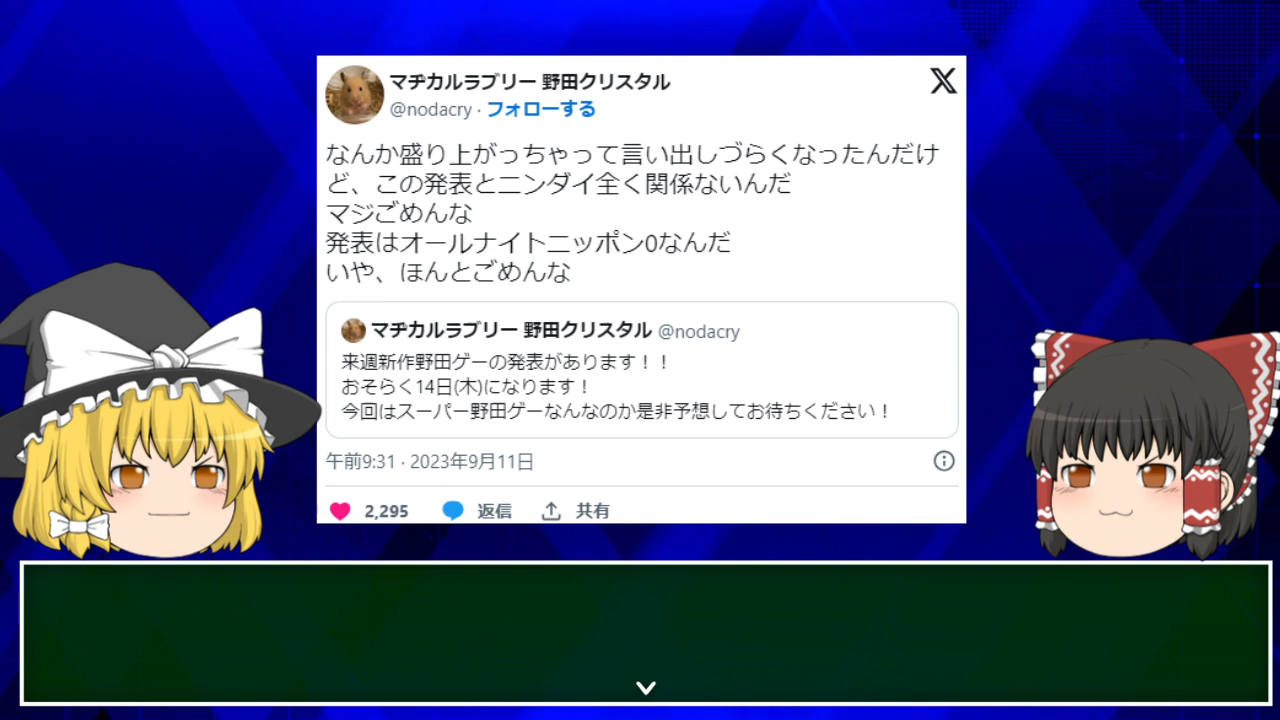 マヂカルラブリー 野田クリスタル
@nodacry · フォローする
なんか盛り上がっちゃって言い出しづらくなったんだけ
ど、この発表とニンダイ全く関係ないんだ
マジごめんな
発表はオールナイトニッポン0なんだ
いや、ほんとごめんな
マヂカルラブリー 野田クリスタル @nodacry
来週新作野田ゲーの発表があります！！
おそらく14日(木)になります！
今回はスーパー野田ゲーなんなのか是非予想してお待ちください！
午前9:31 · 2023年9月11日
2,295 返信 共有